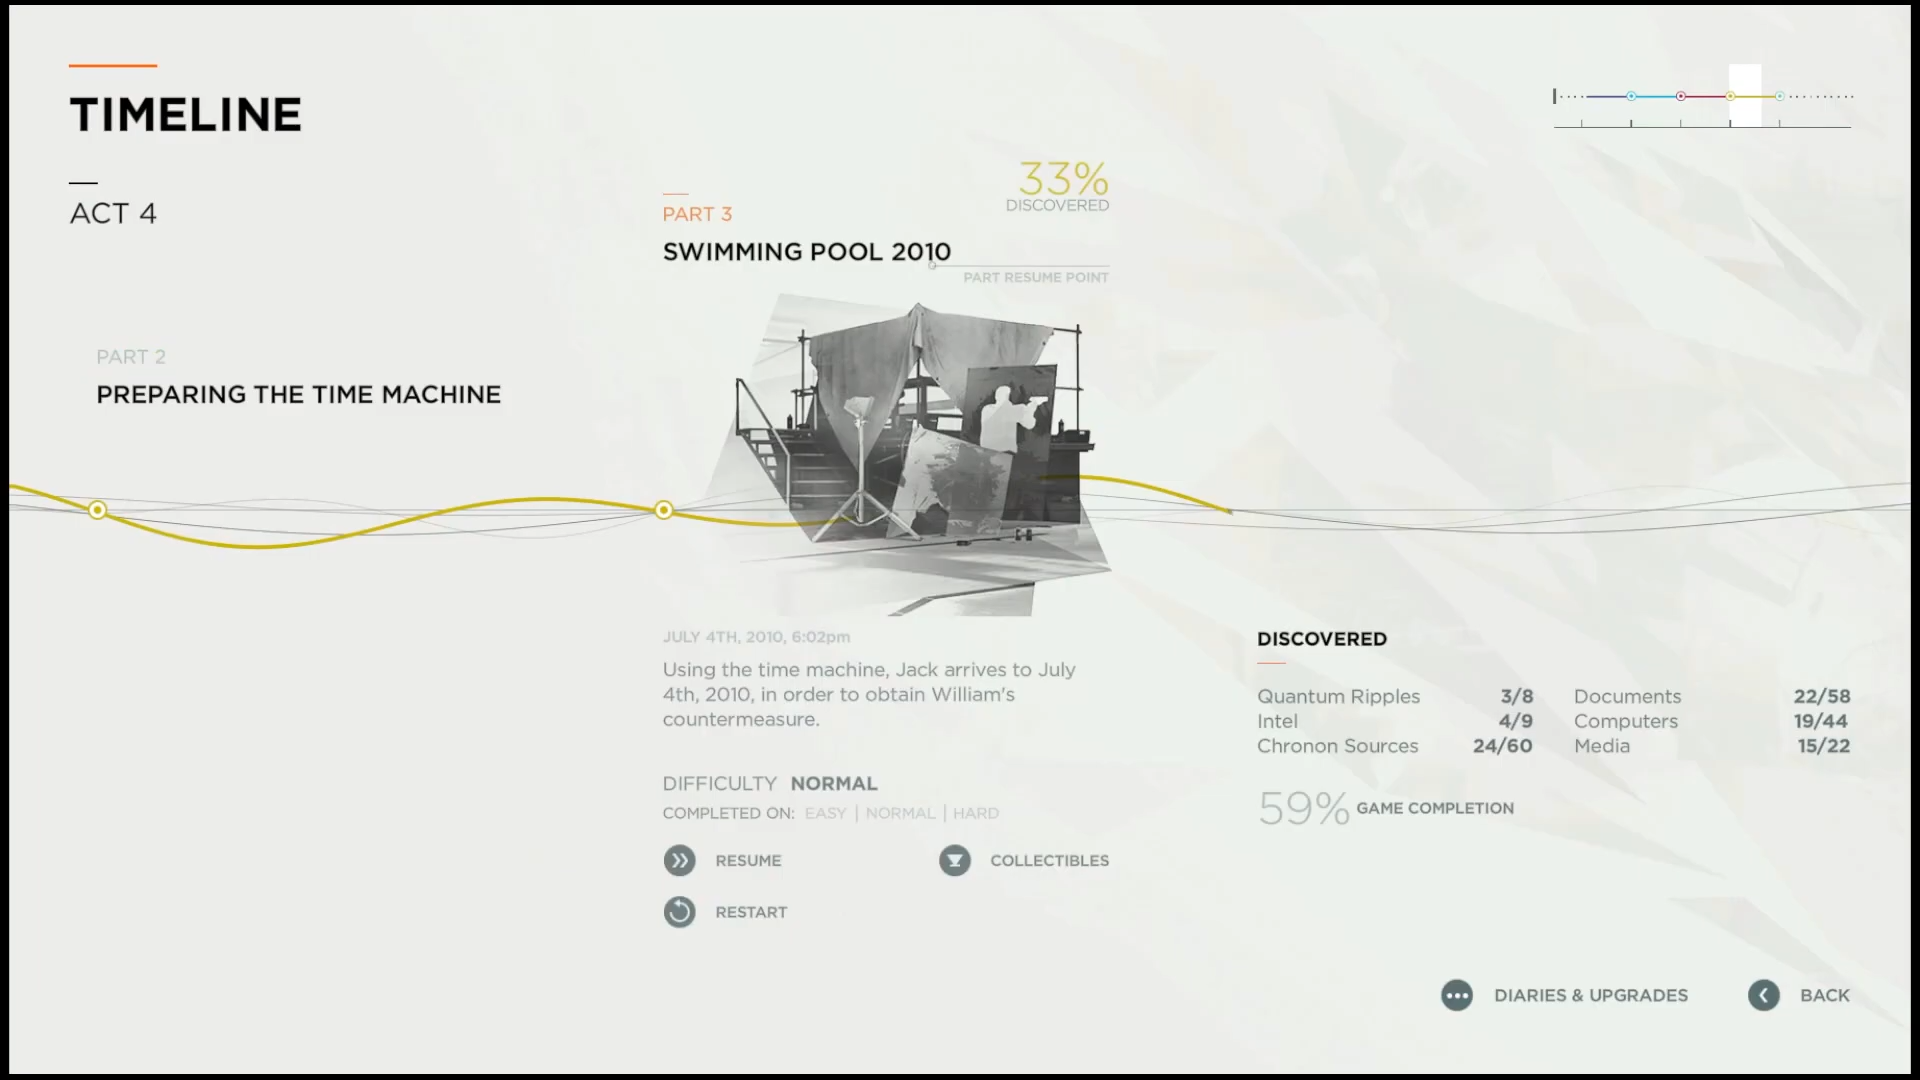 TIMELINE
ACT 4
PART 2
PREPARING THE TIME MACHINE
33%
DISCOVERED
PART 3
SWIMMING POOL 2010
PART RESUME POINT
JULY 4TH, 2010, 6:02pm
Using the time machine, Jack arrives to July
4th, 2010, in order to obtain William's
countermeasure.
DIFFICULTY NORMAL
COMPLETED ON: EASY | NORMAL | HARD
RESUME
COLLECTIBLES
RESTART
DISCOVERED
Quantum Ripples 3/8
Intel 4/9
Chronon Sources 24/60
Documents 22/58
Computers 19/44
Media 15/22
59% GAME COMPLETION
DIARIES & UPGRADES
BACK